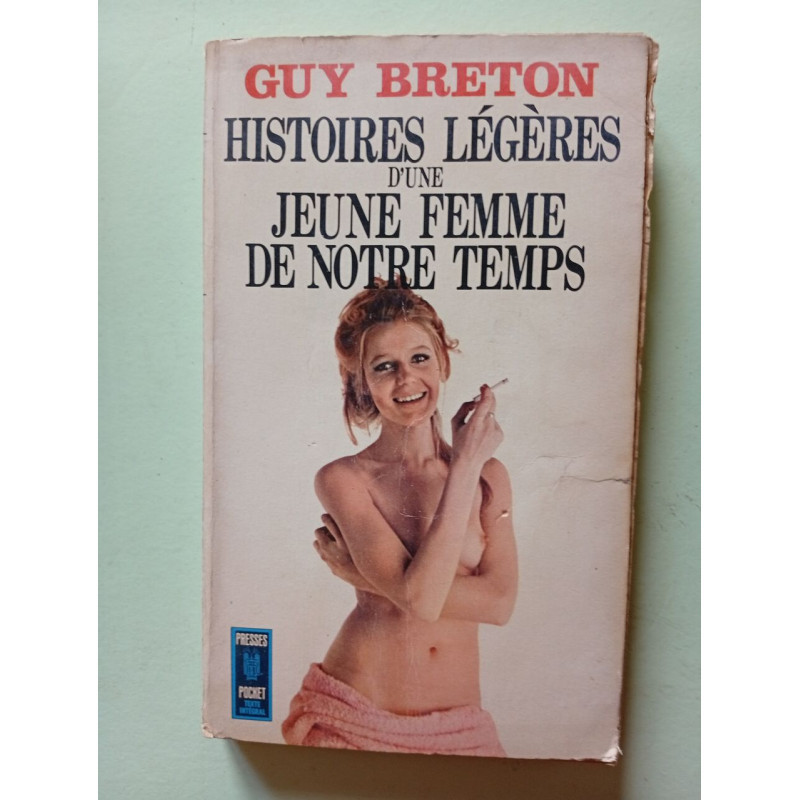 GUY BRETON
HISTOIRES LÉGÈRES
D'UNE
JEUNE FEMME
DE NOTRE TEMPS
PRESSES
POCKET
TEXTE
INTÉGRAL